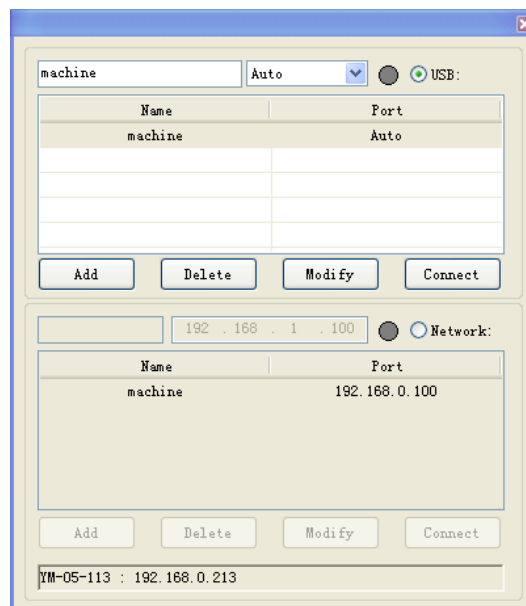 machine Auto USB:
Name Port
machine Auto
Add Delete Modify Connect
192 . 168 . 1 . 100 Network:
Name Port
machine 192.168.0.100
Add Delete Modify Connect
YM-05-113 : 192.168.0.213